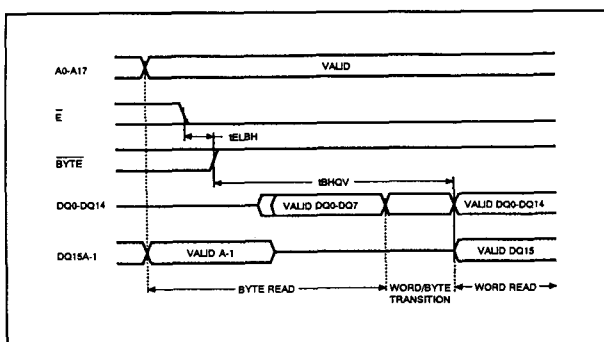 A0-A17
VALID
E
tELBH
BYTE
tBHQV
DQ0-DQ14
VALID DQ0-DQ7
VALID DQ0-DQ14
DQ15A-1
VALID A-1
VALID DQ15
BYTE READ
WORD/BYTE
TRANSITION
WORD READ